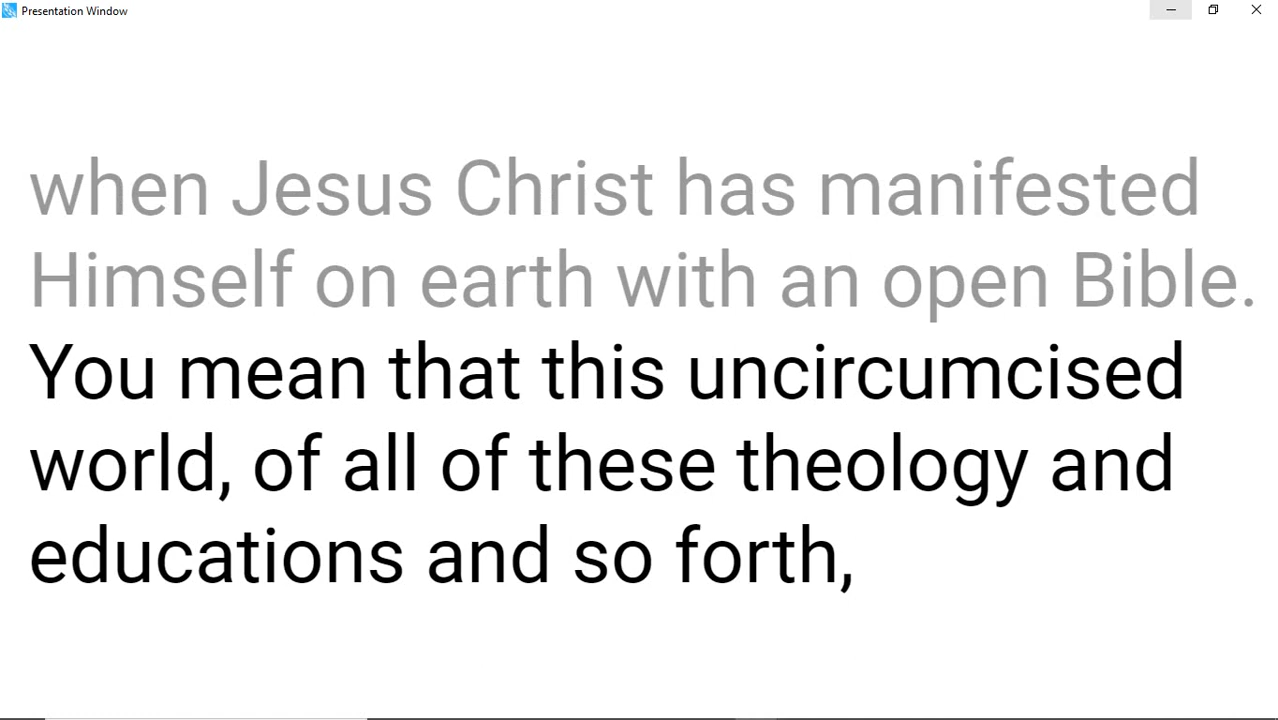 Presentation Window
when Jesus Christ has manifested
Himself on earth with an open Bible.
You mean that this uncircumcised
world, of all of these theology and
educations and so forth,